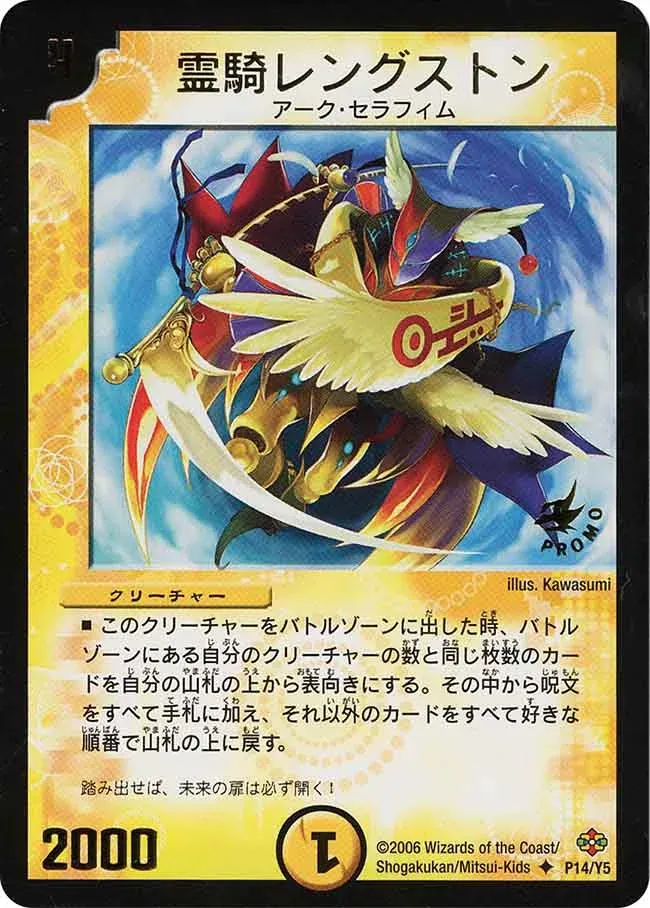 4
霊騎レングストン
アーク・セラフィム
PROMO
illus. Kawasumi
クリーチャー
■ このクリーチャーをバトルゾーンに出した時、バトル
ゾーンにある自分のクリーチャーの数と同じ枚数のカー
ドを自分の山札の上から表向きにする。その中から呪文
をすべて手札に加え、それ以外のカードをすべて好きな
順番で山札の上に戻す。
踏み出せば、未来の扉は必ず開く！
2000
1
©2006 Wizards of the Coast/
Shogakukan/Mitsui-Kids
P14/Y5